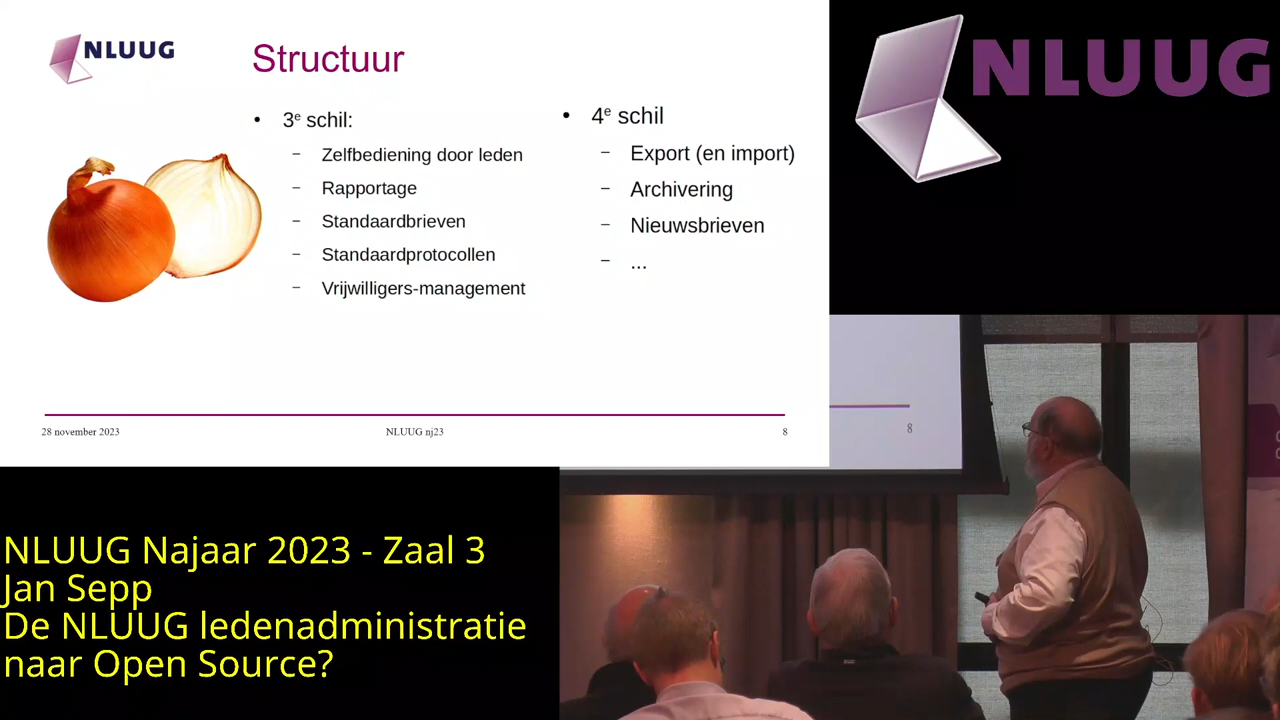 NLUUG
Structuur
• 3e schil:
– Zelfbediening door leden
– Rapportage
– Standaardbrieven
– Standaardprotocollen
– Vrijwilligers-management
• 4e schil
– Export (en import)
– Archivering
– Nieuwsbrieven
– ...
28 november 2023
NLUUG nj23
8
NLUUG
8
NLUUG Najaar 2023 - Zaal 3
Jan Sepp
De NLUUG ledenadministratie
naar Open Source?